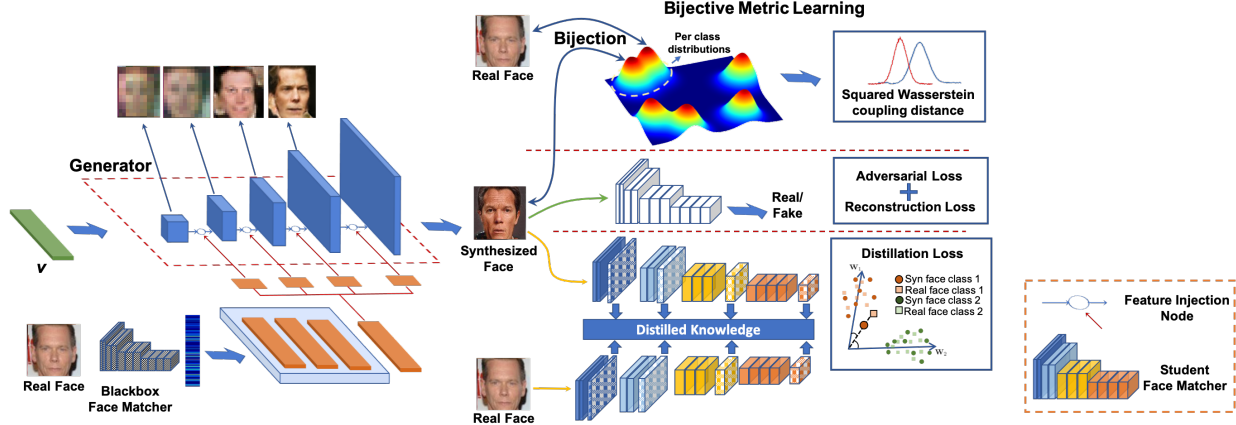 Bijective Metric Learning
Real Face
Bijection
Per class
distributions
Squared Wasserstein
coupling distance
Generator
v
Synthesized
Face
Real/
Fake
Adversarial Loss
+
Reconstruction Loss
Distillation Loss
W1
Syn face class 1
Real face class 1
Syn face class 2
Real face class 2
W2
Distilled Knowledge
Real Face
Blackbox
Face Matcher
Real Face
Feature Injection
Node
Student
Face Matcher